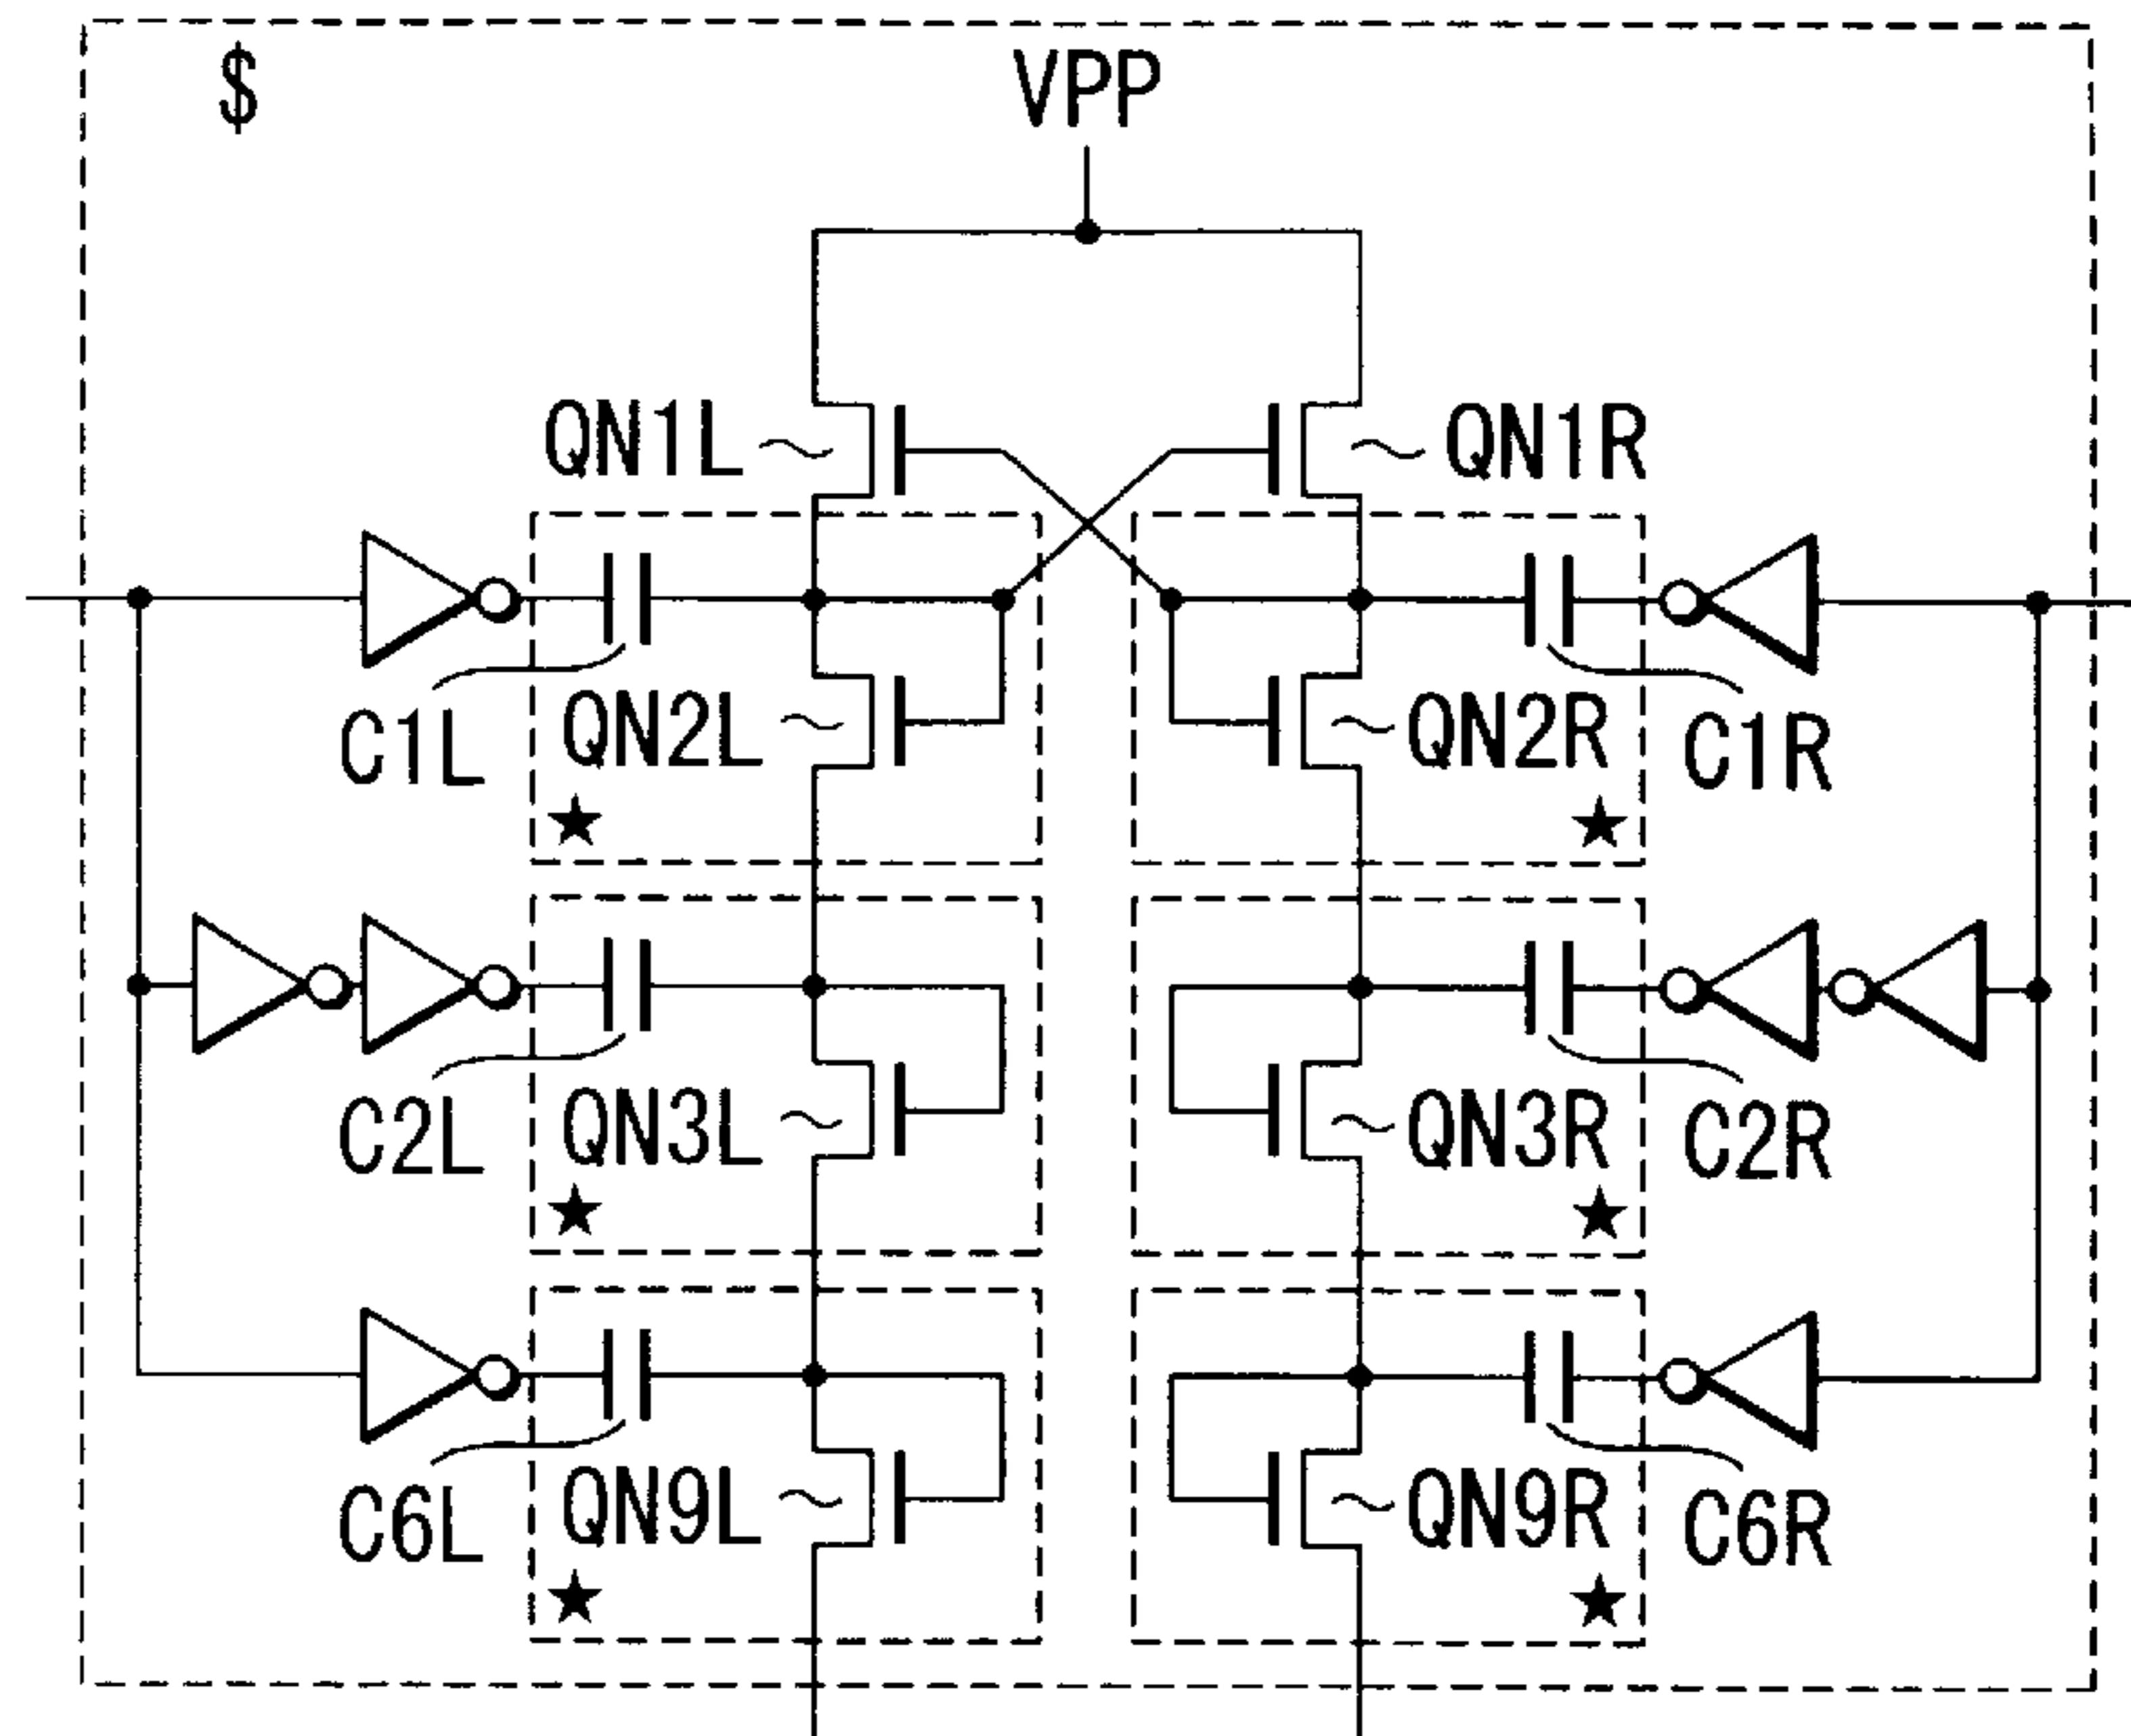 $
VPP
QN1L
QN1R
C1L
QN2L
QN2R
C1R
★
★
C2L
QN3L
QN3R
C2R
★
★
C6L
QN9L
QN9R
C6R
★
★